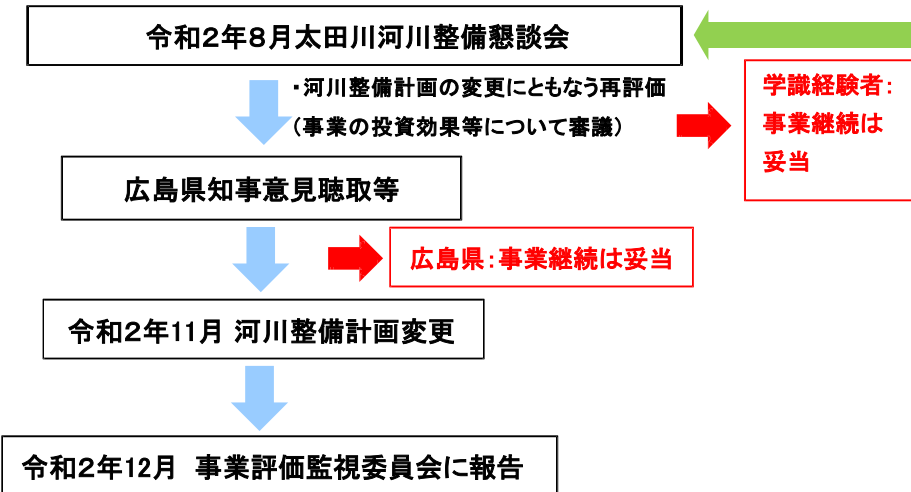 令和２年８月太田川河川整備懇談会
・河川整備計画の変更にともなう再評価
（事業の投資効果等について審議）
学識経験者：
事業継続は
妥当
広島県知事意見聴取等
広島県：事業継続は妥当
令和２年11月 河川整備計画変更
令和２年12月　事業評価監視委員会に報告